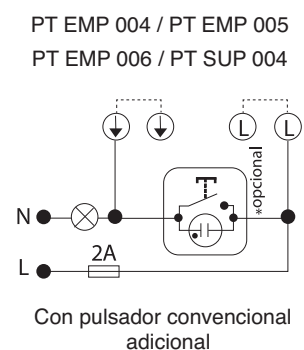 PT EMP 004 / PT EMP 005
PT EMP 006 / PT SUP 004
L L
*opcional
N
2A
L
Con pulsador convencional
adicional